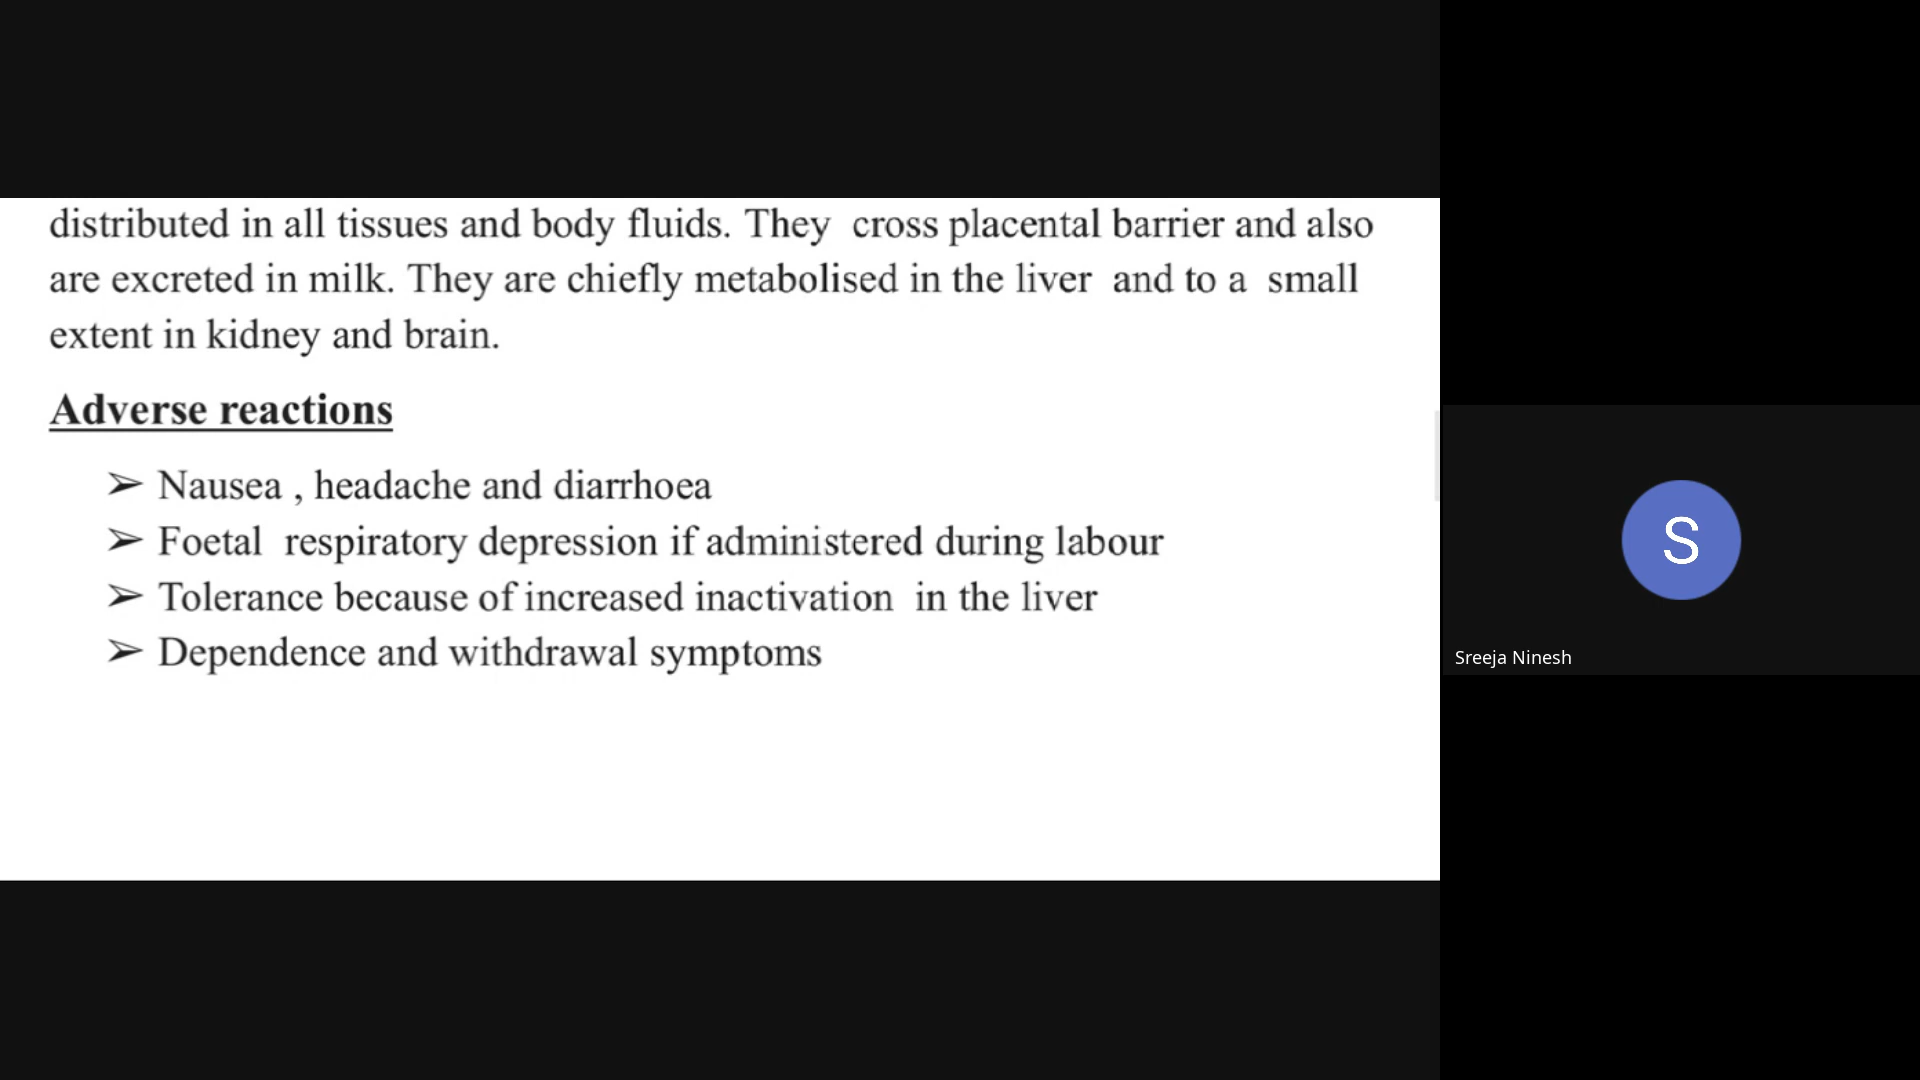 distributed in all tissues and body fluids. They cross placental barrier and also
are excreted in milk. They are chiefly metabolised in the liver and to a small
extent in kidney and brain.
Adverse reactions
➢ Nausea , headache and diarrhoea
➢ Foetal respiratory depression if administered during labour
➢ Tolerance because of increased inactivation in the liver
➢ Dependence and withdrawal symptoms
S
Sreeja Ninesh